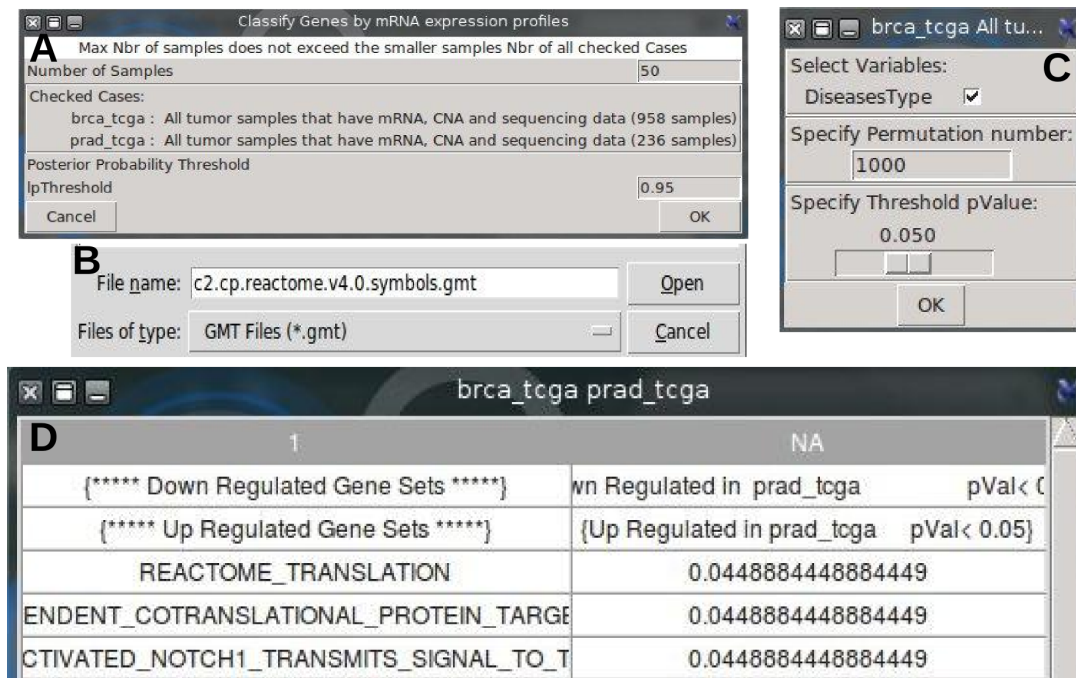 Classify Genes by mRNA expression profiles
A
Max Nbr of samples does not exceed the smaller samples Nbr of all checked Cases
Number of Samples 50
Checked Cases:
brca_tcga : All tumor samples that have mRNA, CNA and sequencing data (958 samples)
prad_tcga : All tumor samples that have mRNA, CNA and sequencing data (236 samples)
Posterior Probability Threshold
lpThreshold 0.95
Cancel OK
B
File name: c2.cp.reactome.v4.0.symbols.gmt Open
Files of type: GMT Files (*.gmt) Cancel
brca_tcga All tu...
C
Select Variables:
DiseasesType
Specify Permutation number:
1000
Specify Threshold pValue:
0.050
OK
brca_tcga prad_tcga
D
1 NA
{***** Down Regulated Gene Sets *****} wn Regulated in prad_tcga pVal< 0
{***** Up Regulated Gene Sets *****} {Up Regulated in prad_tcga pVal< 0.05}
REACTOME_TRANSLATION 0.0448884448884449
ENDENT_COTRANSLATIONAL_PROTEIN_TARGE 0.0448884448884449
CTIVATED_NOTCH1_TRANSMITS_SIGNAL_TO_T 0.0448884448884449